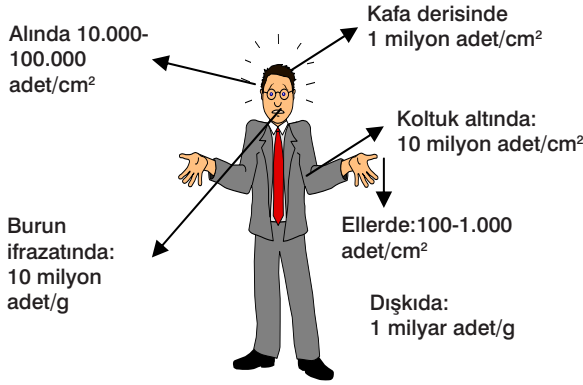 Alında 10.000-
100.000
adet/cm²
Kafa derisinde
1 milyon adet/cm²
Koltuk altında:
10 milyon adet/cm²
Ellerde:100-1.000
adet/cm²
Burun
ifrazatında:
10 milyon
adet/g
Dışkıda:
1 milyar adet/g